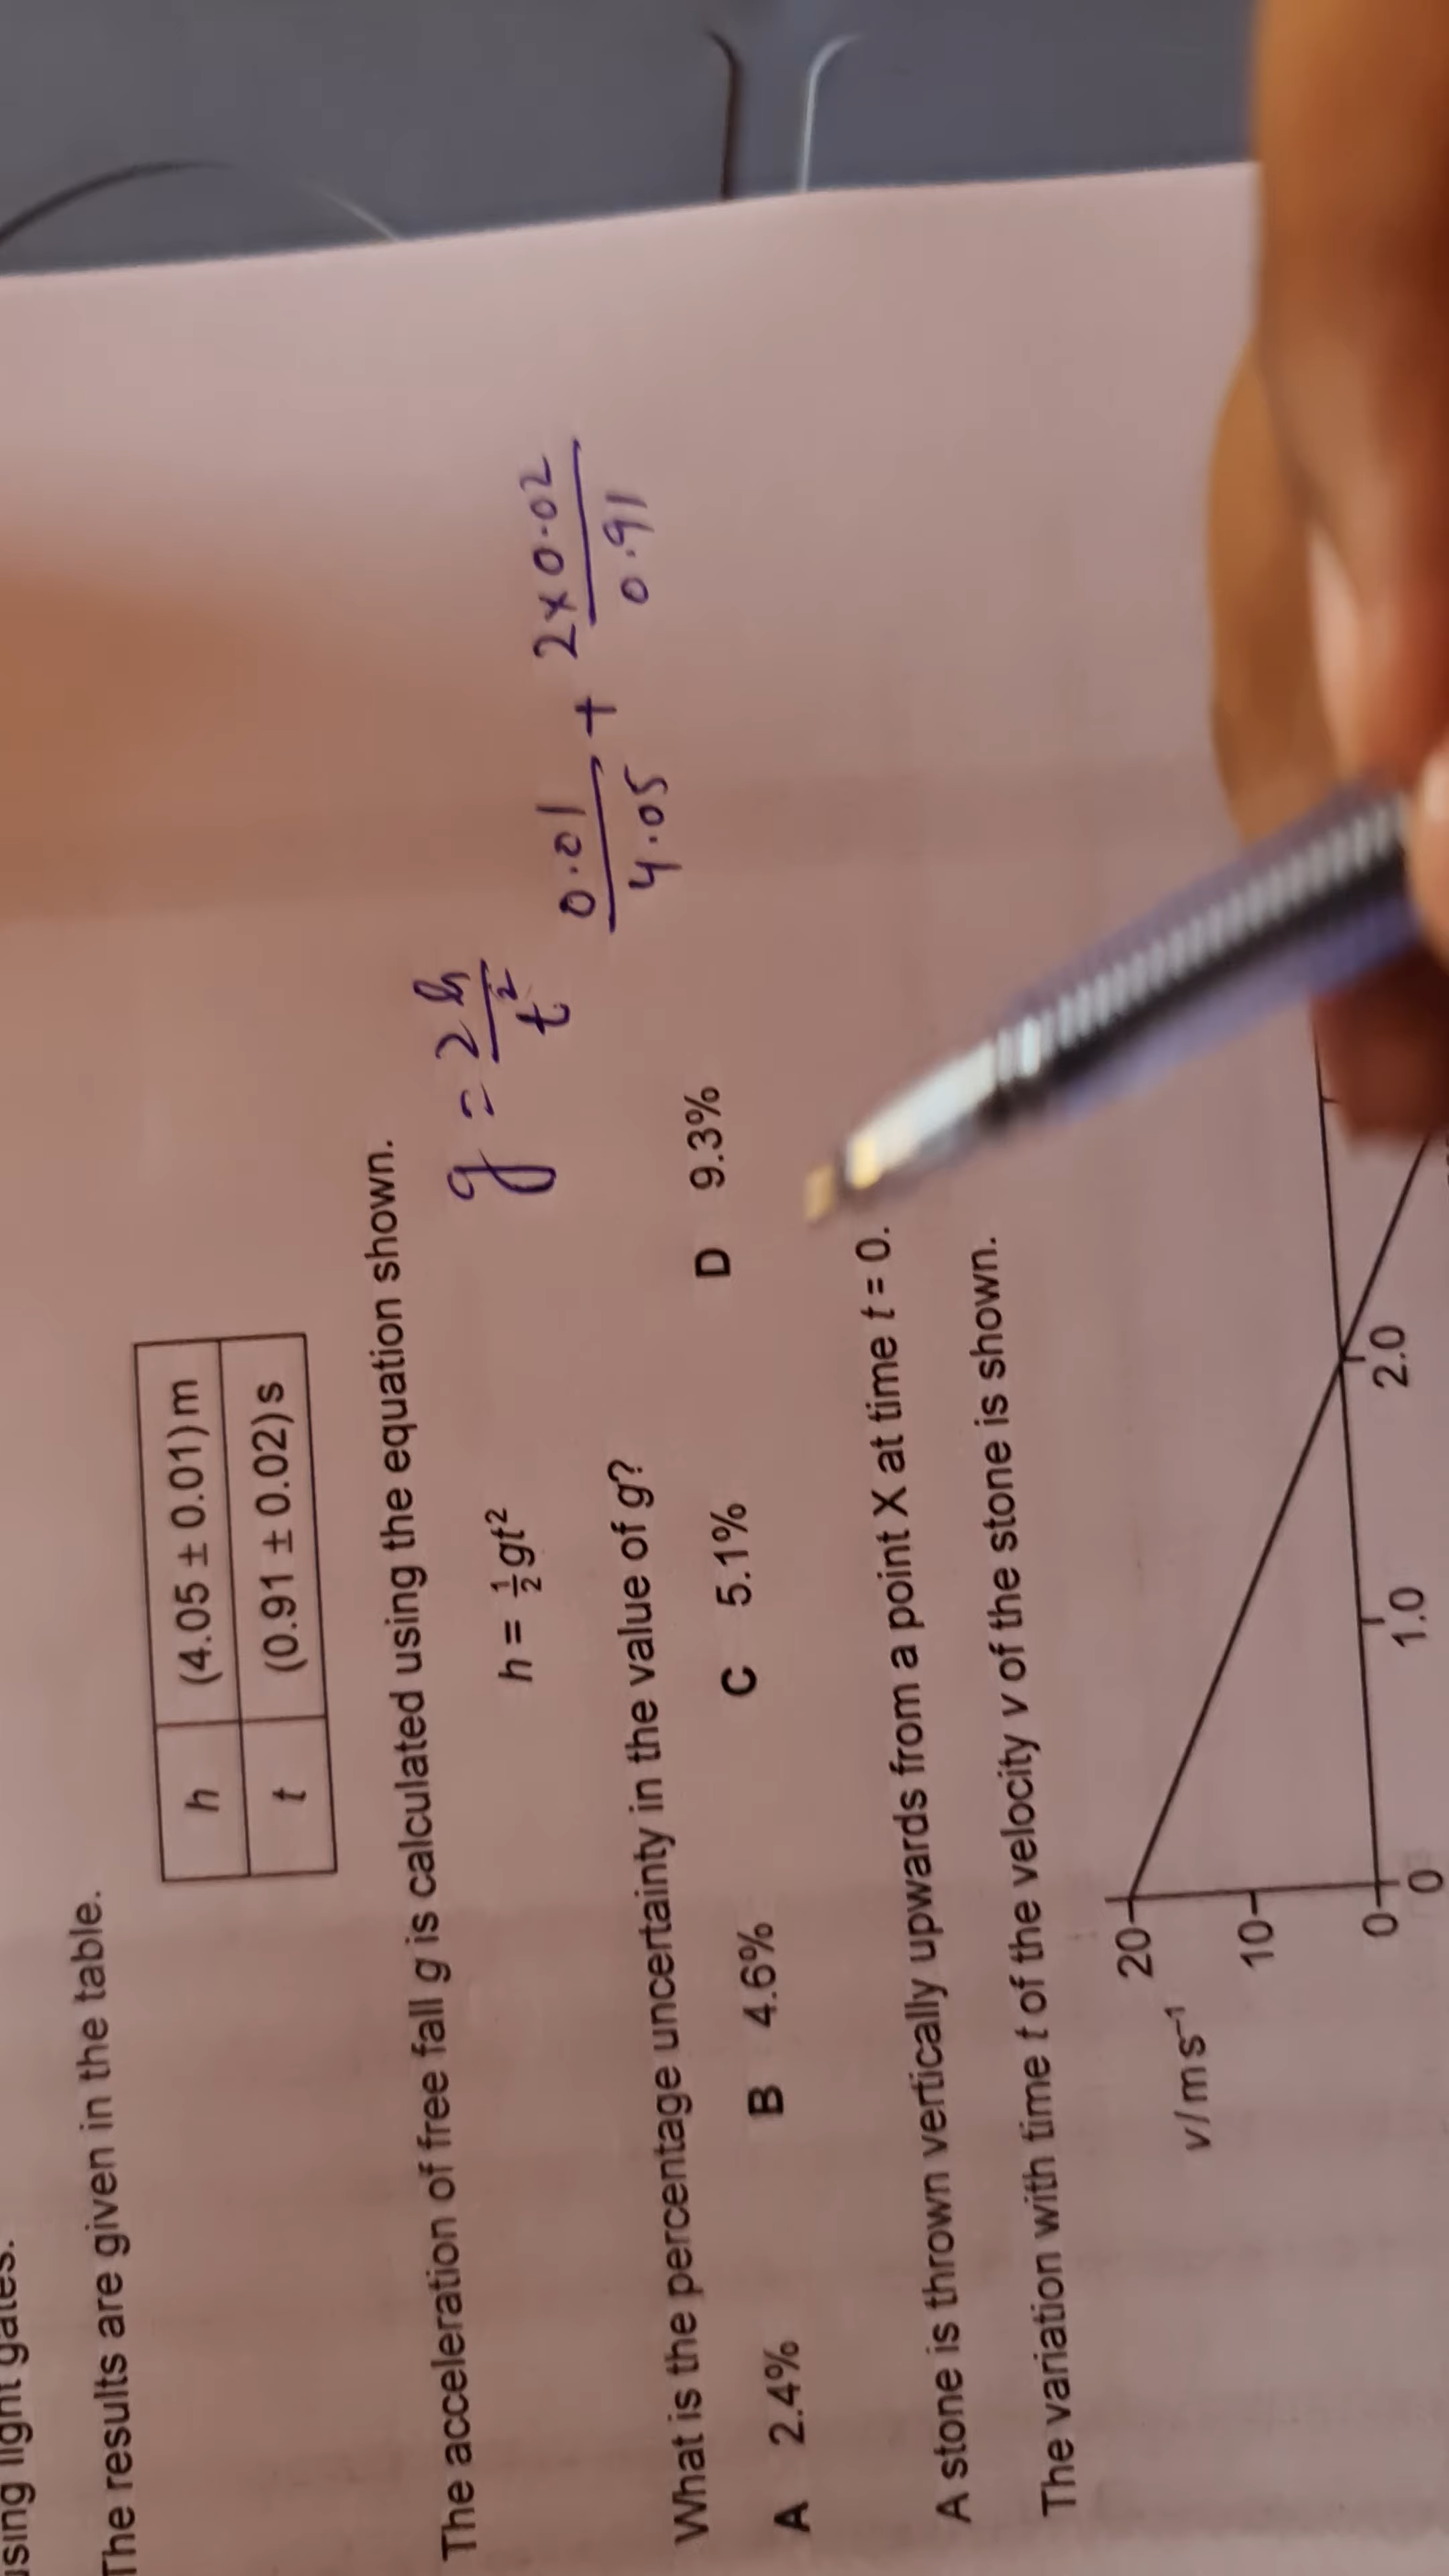 using light gates.
The results are given in the table.
h (4.05 ± 0.01) m
t (0.91 ± 0.02) s
The acceleration of free fall g is calculated using the equation shown.
h = ½gt²
g = 2h/t²
0.01/4.05 + 2×0.02/0.91
What is the percentage uncertainty in the value of g?
A 2.4% B 4.6% C 5.1% D 9.3%
A stone is thrown vertically upwards from a point X at time t = 0.
The variation with time t of the velocity v of the stone is shown.
20
v/ms⁻¹
10
0
0 1.0 2.0